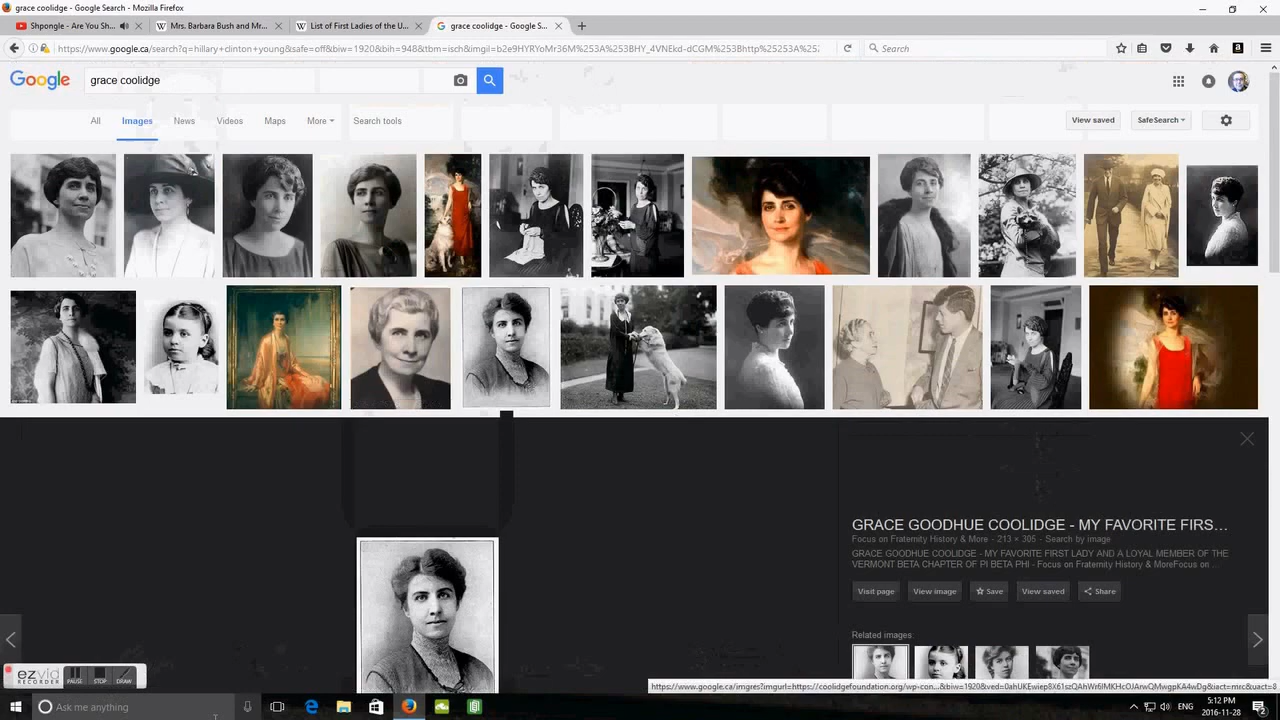 grace coolidge - Google Search - Mozilla Firefox
Shpongle - Are You Sh...
Mrs. Barbara Bush and Mr...
List of First Ladies of the U...
grace coolidge - Google S...
Search
Google
grace coolidge
All
Images
News
Videos
Maps
More
Search tools
View saved
SafeSearch
GRACE GOODHUE COOLIDGE - MY FAVORITE FIRS...
Focus on Fraternity History & More - 213 × 305 - Search by image
GRACE GOODHUE COOLIDGE - MY FAVORITE FIRST LADY AND A LOYAL MEMBER OF THE
VERMONT BETA CHAPTER OF PI BETA PHI - Focus on Fraternity History & MoreFocus on ...
Visit page
View image
Save
View saved
Share
Related images:
ezvid
RECORDER
PAUSE
STOP
DRAW
Ask me anything
ENG
5:12 PM
2016-11-28
2